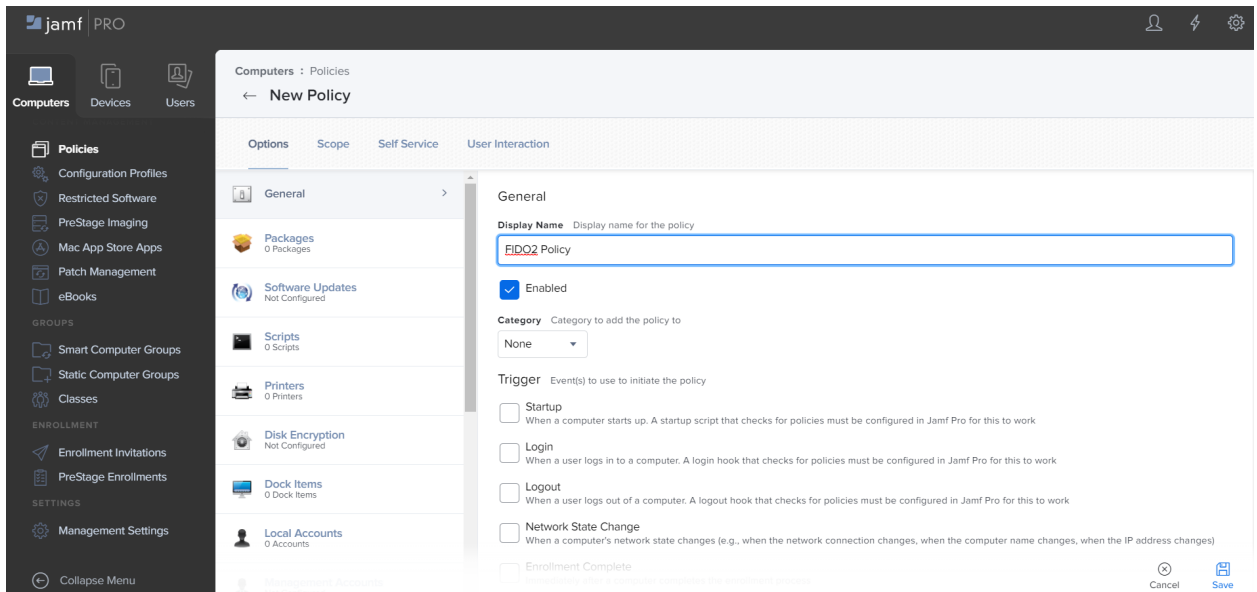 jamf PRO
Computers
Devices
Users
Policies
Configuration Profiles
Restricted Software
PreStage Imaging
Mac App Store Apps
Patch Management
eBooks
GROUPS
Smart Computer Groups
Static Computer Groups
Classes
ENROLLMENT
Enrollment Invitations
PreStage Enrollments
SETTINGS
Management Settings
Collapse Menu
Computers : Policies
← New Policy
Options
Scope
Self Service
User Interaction
General
Packages
0 Packages
Software Updates
Not Configured
Scripts
0 Scripts
Printers
0 Printers
Disk Encryption
Not Configured
Dock Items
0 Dock Items
Local Accounts
0 Accounts
Management Accounts
General
Display Name Display name for the policy
FIDO2 Policy
Enabled
Category Category to add the policy to
None
Trigger Event(s) to use to initiate the policy
Startup
When a computer starts up. A startup script that checks for policies must be configured in Jamf Pro for this to work
Login
When a user logs in to a computer. A login hook that checks for policies must be configured in Jamf Pro for this to work
Logout
When a user logs out of a computer. A logout hook that checks for policies must be configured in Jamf Pro for this to work
Network State Change
When a computer's network state changes (e.g., when the network connection changes, when the computer name changes, when the IP address changes)
Enrollment Complete
Immediately after a computer completes the enrollment process
Cancel
Save